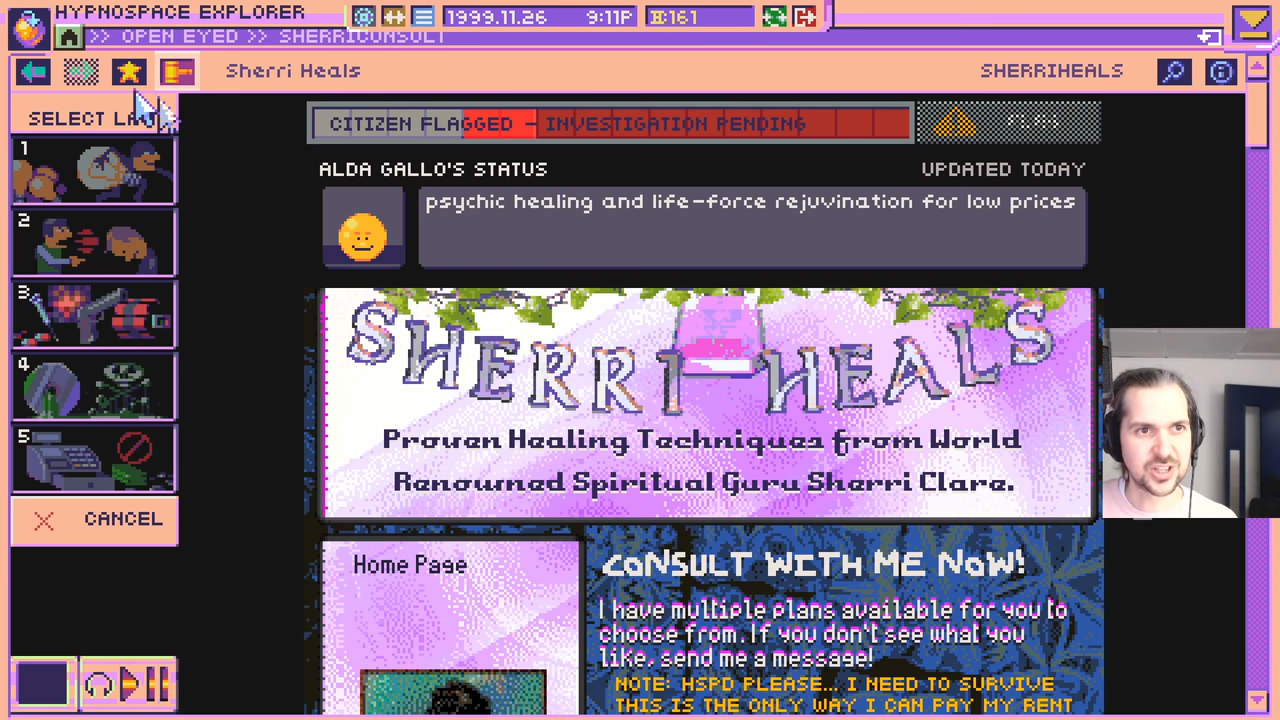 HYPNOSPACE EXPLORER
1999.11.26 9:11P
161
>> OPEN EYED >> SHERRICONSULT
Sherri Heals
SHERRIHEALS
SELECT
1
2
3
4
5
CANCEL
CITIZEN FLAGGED - INVESTIGATION PENDING
FLAG
ALDA GALLO'S STATUS
UPDATED TODAY
psychic healing and life-force rejuvination for low prices
SHERRI HEALS
Proven Healing Techniques from World
Renowned Spiritual Guru Sherri Clare.
Home Page
CONSULT WITH ME NOW!
I have multiple plans available for you to
choose from. If you don't see what you
like, send me a message!
NOTE: HSPD PLEASE... I NEED TO SURVIVE
THIS IS THE ONLY WAY I CAN PAY MY RENT